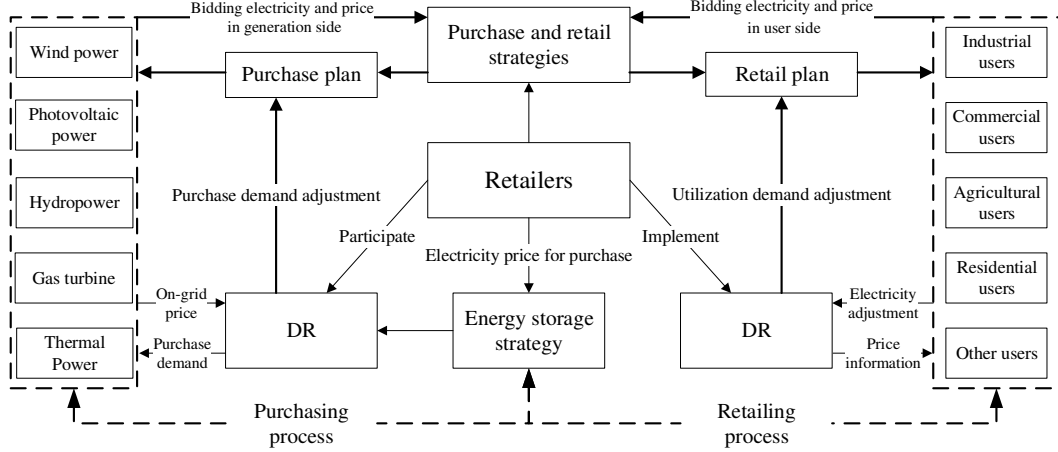 Bidding electricity and price
in generation side
Purchase and retail
strategies
Bidding electricity and price
in user side
Wind power
Purchase plan
Retail plan
Industrial
users
Photovoltaic
power
Commercial
users
Hydropower
Purchase demand adjustment
Retailers
Utilization demand adjustment
Agricultural
users
Participate
Implement
Electricity price for purchase
Gas turbine
Residential
users
On-grid
price
DR
Energy storage
strategy
DR
Electricity
adjustment
Thermal
Power
Purchase
demand
Price
information
Other users
Purchasing
process
Retailing
process